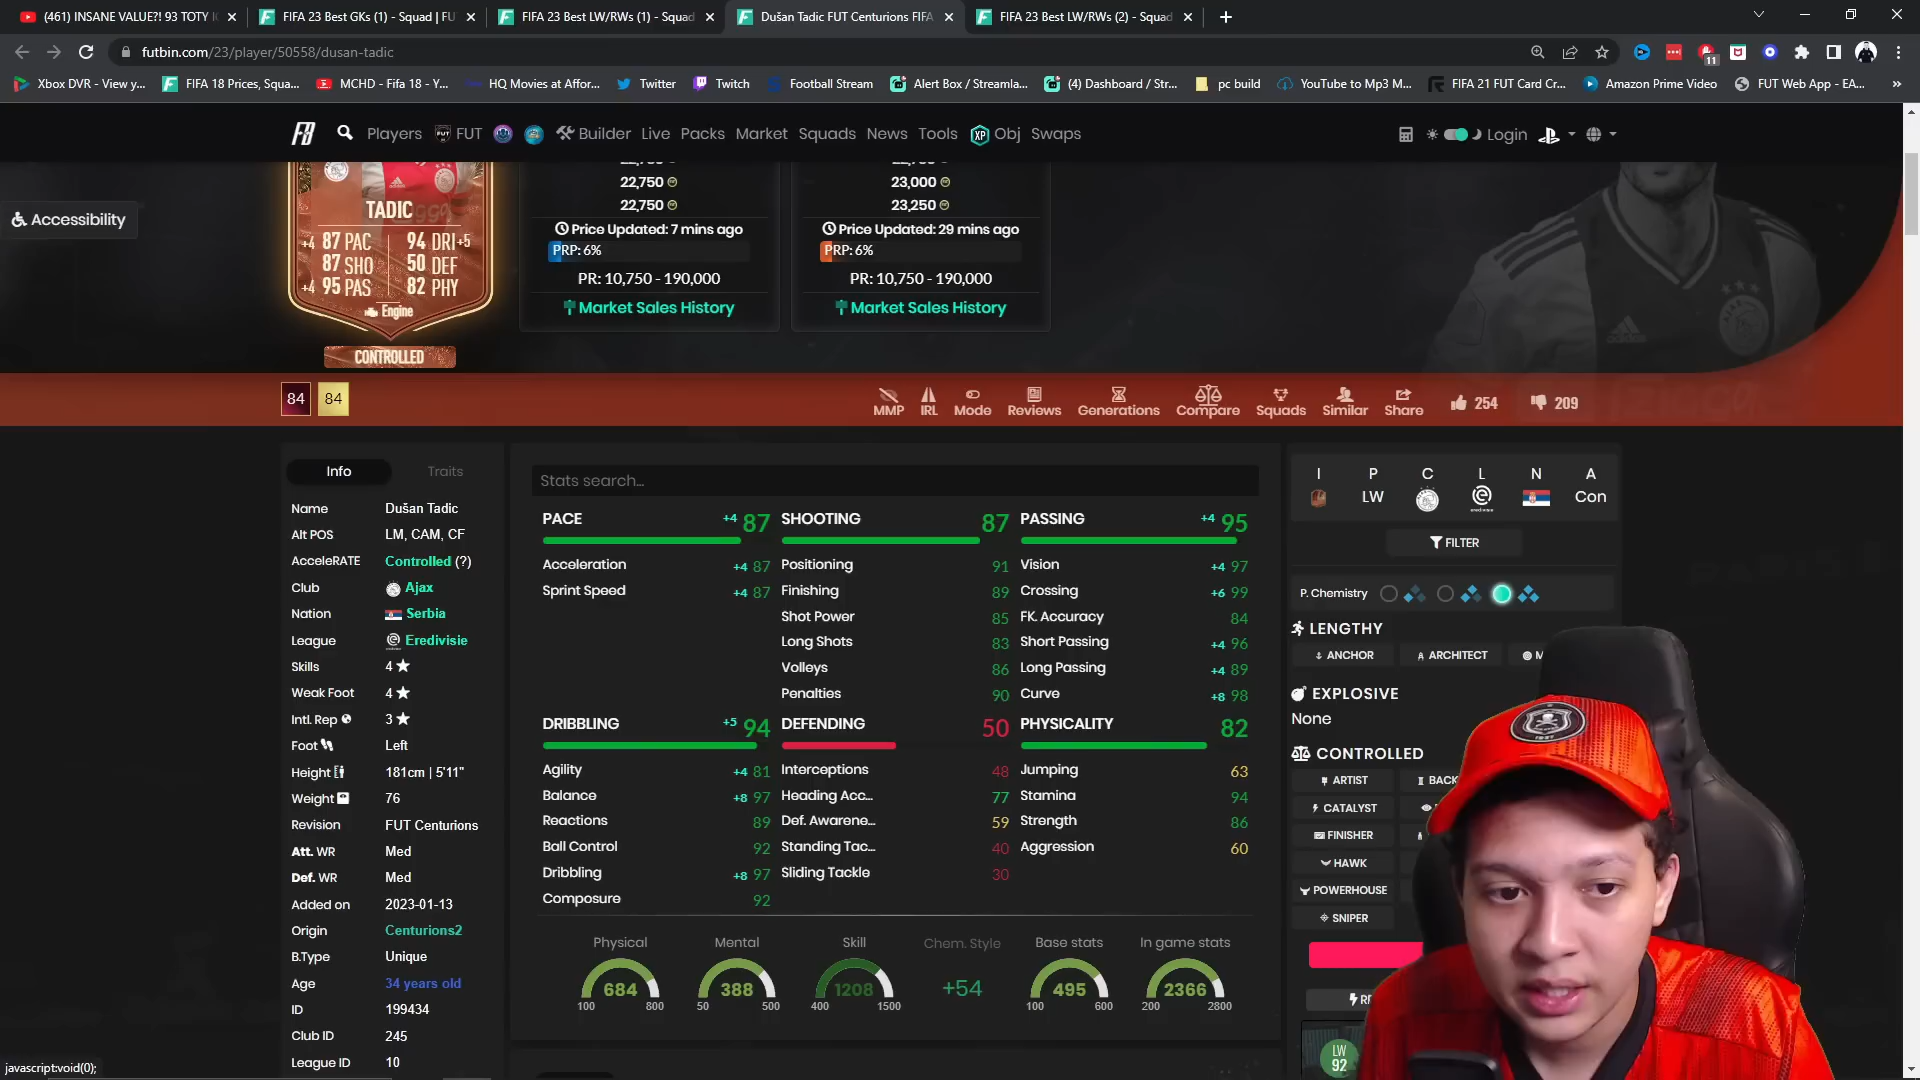 (461) INSANE VALUE?! 93 TOTY I
FIFA 23 Best GKs (1) - Squad | FU
FIFA 23 Best LW/RWs (1) - Squad
Dušan Tadic FUT Centurions FIFA
FIFA 23 Best LW/RWs (2) - Squad
futbin.com/23/player/50558/dusan-tadic
11
Xbox DVR - View y...
FIFA 18 Prices, Squa...
MCHD - Fifa 18 - Y...
HQ Movies at Affor...
Twitter
Twitch
Football Stream
Alert Box / Streamla...
(4) Dashboard / Str...
pc build
YouTube to Mp3 M...
FIFA 21 FUT Card Cr...
Amazon Prime Video
FUT Web App - EA...
Players FUT Builder Live Packs Market Squads News Tools XP Obj Swaps
Login
Accessibility
TADIC
+4 87 PAC 94 DRI +5
87 SHO 50 DEF
+4 95 PAS 82 PHY
Engine
CONTROLLED
22,750
22,750
Price Updated: 7 mins ago
PRP: 6%
PR: 10,750 - 190,000
Market Sales History
23,000
23,250
Price Updated: 29 mins ago
PRP: 6%
PR: 10,750 - 190,000
Market Sales History
84 84
MMP IRL Mode Reviews Generations Compare Squads Similar Share 254 209
Info Traits
Name Dušan Tadic
Alt POS LM, CAM, CF
AcceleRATE Controlled (?)
Club Ajax
Nation Serbia
League Eredivisie
Skills 4
Weak Foot 4
Intl. Rep 3
Foot Left
Height 181cm | 5'11"
Weight 76
Revision FUT Centurions
Att. WR Med
Def. WR Med
Added on 2023-01-13
Origin Centurions2
B.Type Unique
Age 34 years old
ID 199434
Club ID 245
League ID 10
Stats search...
PACE +4 87
Acceleration +4 87
Sprint Speed +4 87
SHOOTING 87
Positioning 91
Finishing 89
Shot Power 85
Long Shots 83
Volleys 86
Penalties 90
PASSING +4 95
Vision +4 97
Crossing +6 99
FK. Accuracy 84
Short Passing +4 96
Long Passing +4 89
Curve +8 98
DRIBBLING +5 94
Agility +4 81
Balance +8 97
Reactions 89
Ball Control 92
Dribbling +8 97
Composure 92
DEFENDING 50
Interceptions 48
Heading Acc... 77
Def. Awarene... 59
Standing Tac... 40
Sliding Tackle 30
PHYSICALITY 82
Jumping 63
Stamina 94
Strength 86
Aggression 60
Physical Mental Skill Chem. Style Base stats In game stats
684 388 1208 +54 495 2366
100 800 50 500 400 1500 100 600 200 2800
I P C L N A
LW Con
FILTER
P. Chemistry
LENGTHY
ANCHOR ARCHITECT M
EXPLOSIVE
None
CONTROLLED
ARTIST BACK
CATALYST
FINISHER
HAWK
POWERHOUSE
SNIPER
LW
92
javascript:void(0);